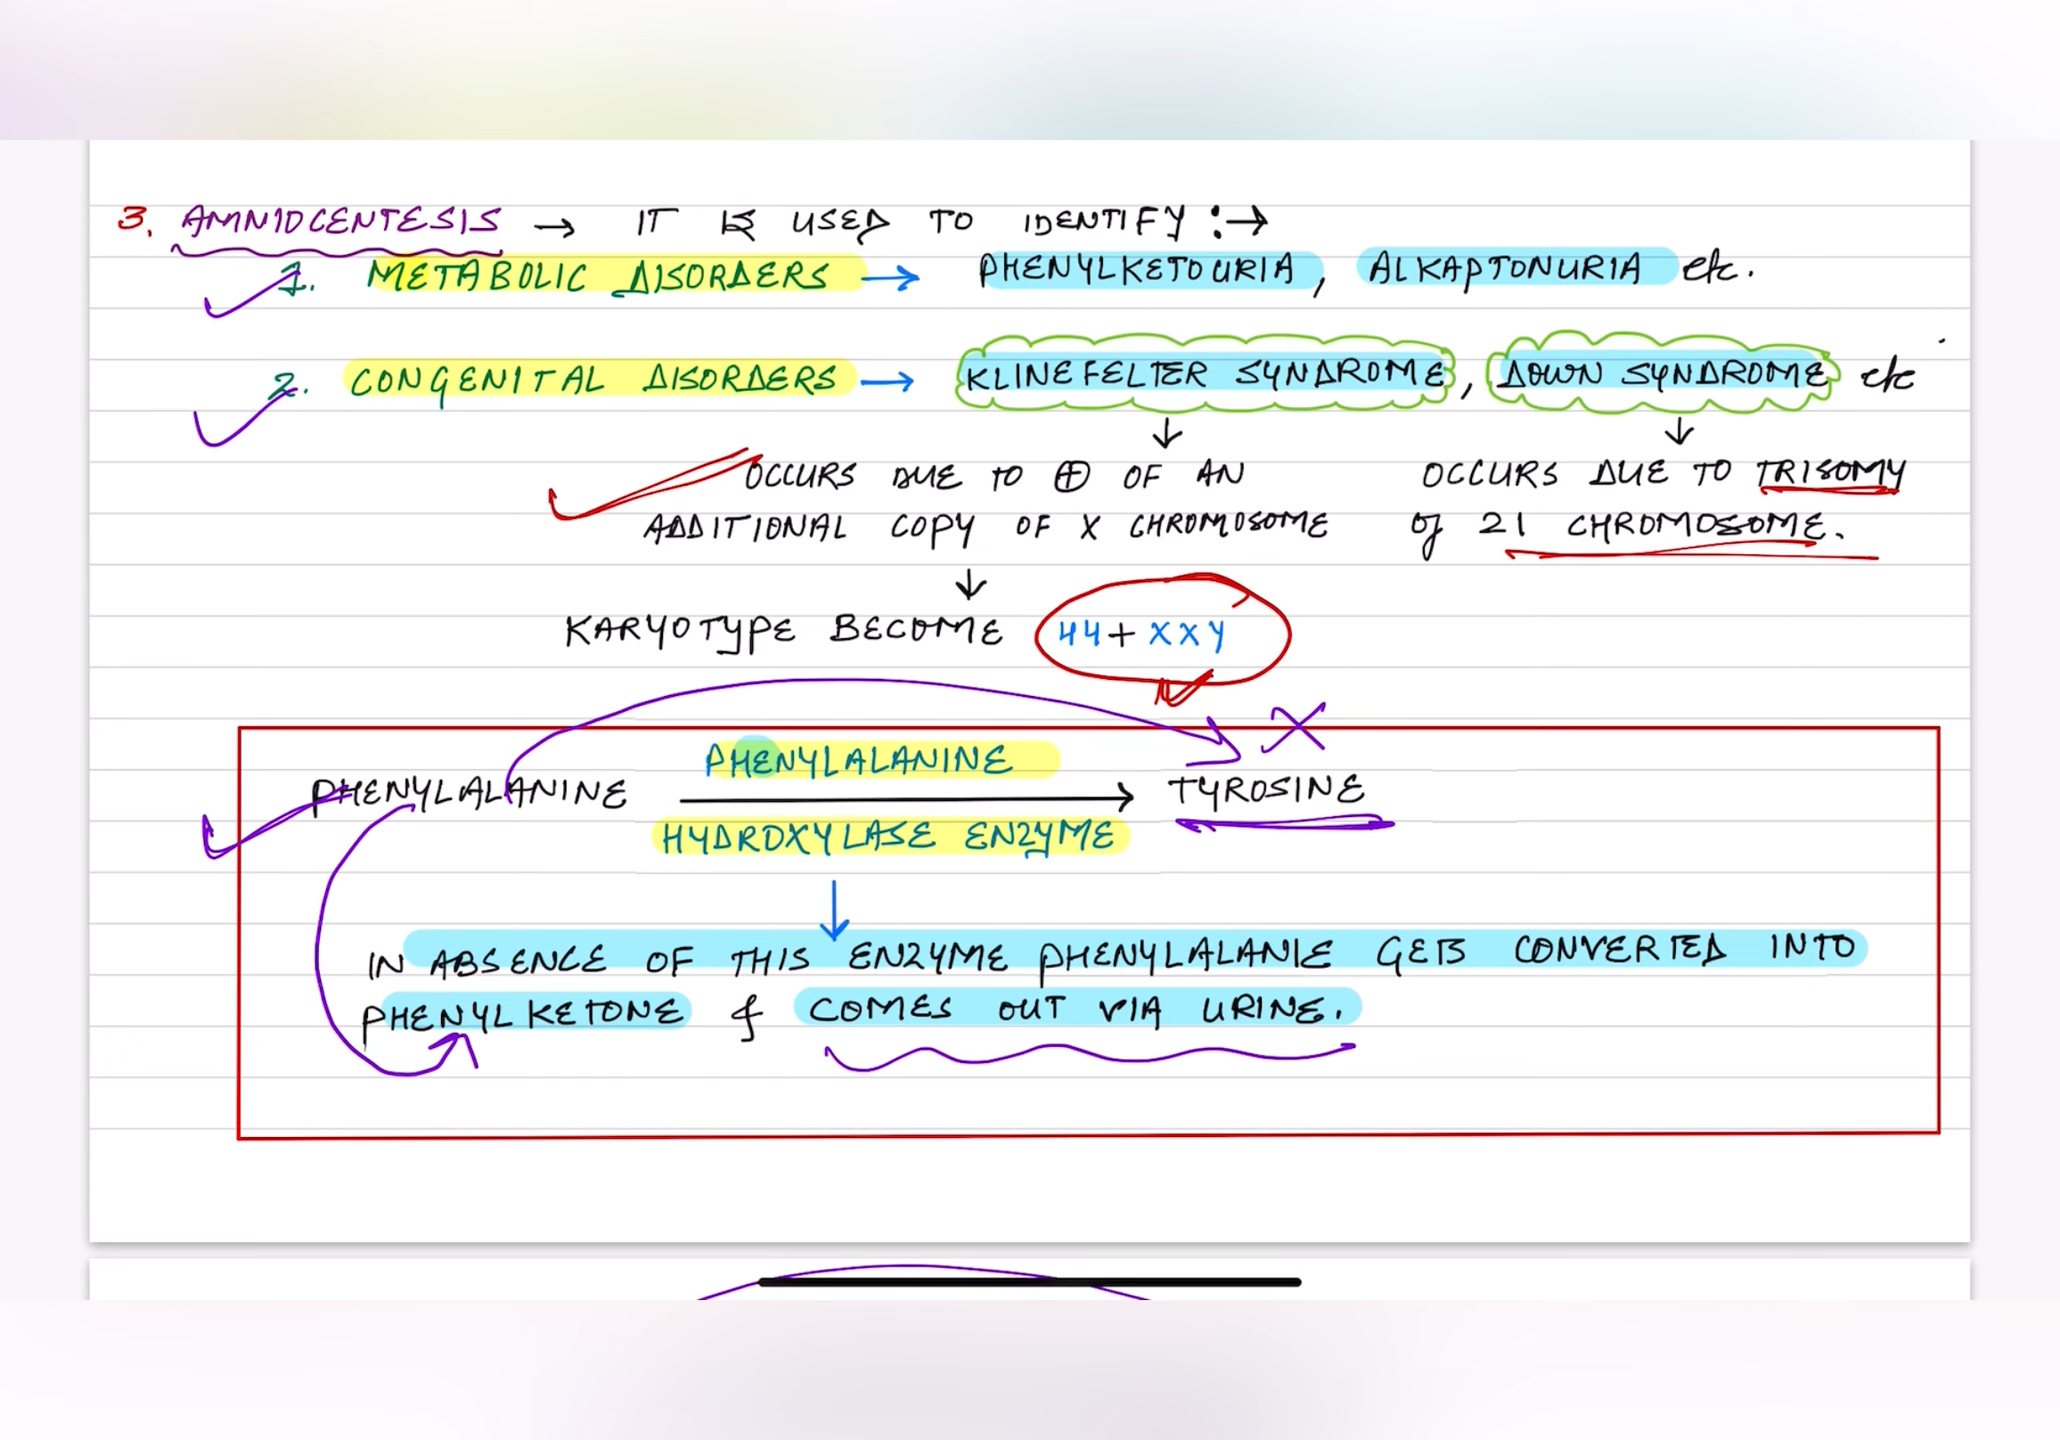 3. AMNIOCENTESIS → IT IS USED TO IDENTIFY :→
1. METABOLIC DISORDERS → PHENYLKETOURIA, ALKAPTONURIA etc.
2. CONGENITAL DISORDERS → KLINEFELTER SYNDROME, DOWN SYNDROME etc
↓ ↓
OCCURS DUE TO ⊕ OF AN OCCURS DUE TO TRISOMY
ADDITIONAL COPY OF X CHROMOSOME of 21 CHROMOSOME.
↓
KARYOTYPE BECOME 44+XXY
PHENYLALANINE
PHENYLALANINE → TYROSINE
HYDROXYLASE ENZYME
↓
IN ABSENCE OF THIS ENZYME PHENYLALANIE GETS CONVERTED INTO
PHENYLKETONE & COMES OUT VIA URINE.